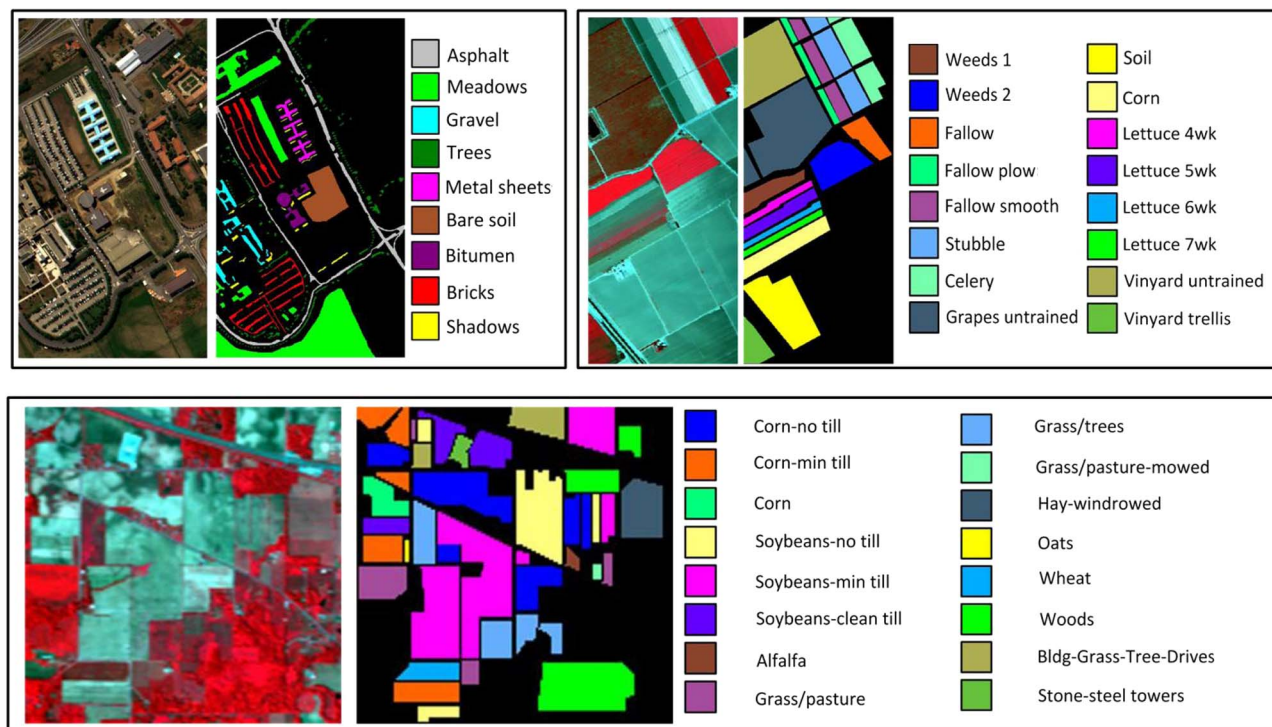 Asphalt
Meadows
Gravel
Trees
Metal sheets
Bare soil
Bitumen
Bricks
Shadows
Weeds 1
Weeds 2
Fallow
Fallow plow
Fallow smooth
Stubble
Celery
Grapes untrained
Soil
Corn
Lettuce 4wk
Lettuce 5wk
Lettuce 6wk
Lettuce 7wk
Vinyard untrained
Vinyard trellis
Corn-no till
Corn-min till
Corn
Soybeans-no till
Soybeans-min till
Soybeans-clean till
Alfalfa
Grass/pasture
Grass/trees
Grass/pasture-mowed
Hay-windrowed
Oats
Wheat
Woods
Bldg-Grass-Tree-Drives
Stone-steel towers